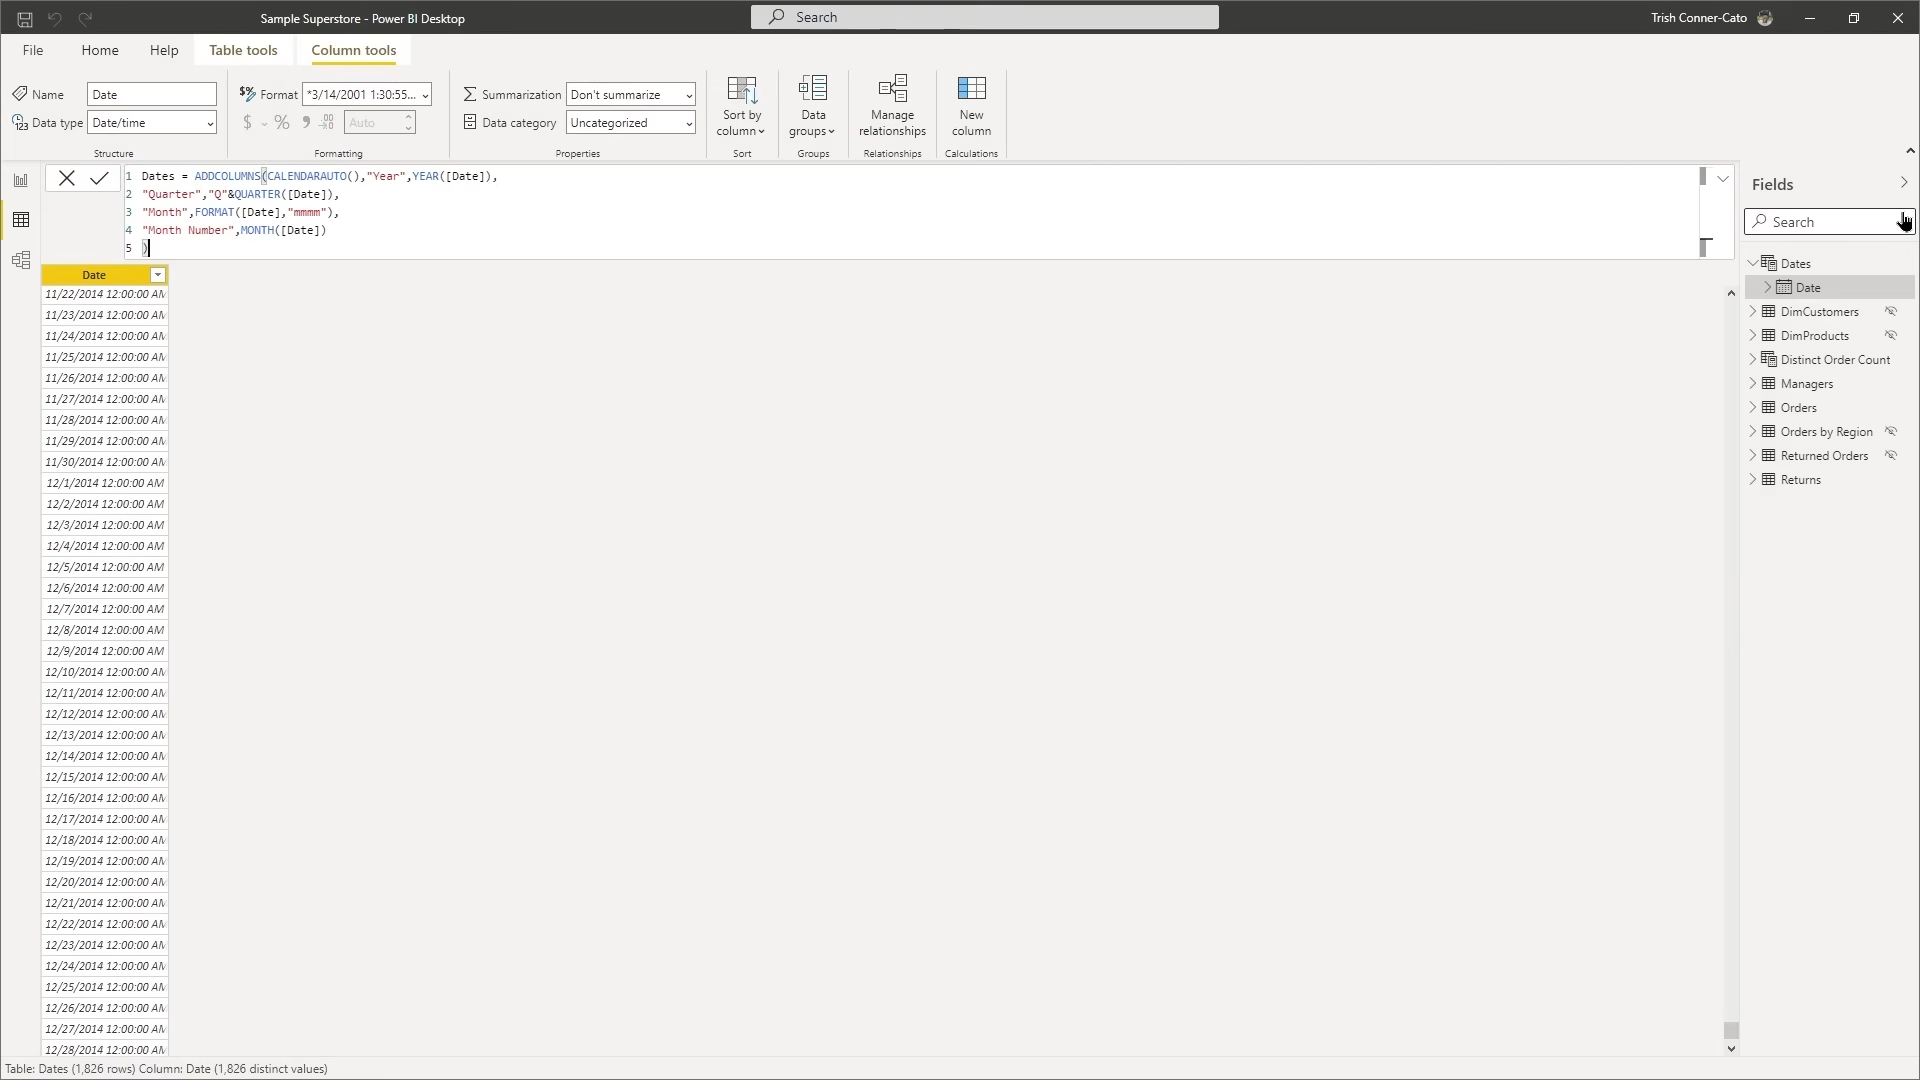 Sample Superstore - Power BI Desktop
Search
Trish Conner-Cato
File
Home
Help
Table tools
Column tools
Name
Date
Data type
Date/time
Structure
Format
*3/14/2001 1:30:55...
$
%
Auto
Formatting
Summarization
Don't summarize
Data category
Uncategorized
Properties
Sort by
column
Sort
Data
groups
Groups
Manage
relationships
Relationships
New
column
Calculations
1 Dates = ADDCOLUMNS(CALENDARAUTO(),"Year",YEAR([Date]),
2 "Quarter","Q"&QUARTER([Date]),
3 "Month",FORMAT([Date],"mmmm"),
4 "Month Number",MONTH([Date])
5 )
Date
11/22/2014 12:00:00 AM
11/23/2014 12:00:00 AM
11/24/2014 12:00:00 AM
11/25/2014 12:00:00 AM
11/26/2014 12:00:00 AM
11/27/2014 12:00:00 AM
11/28/2014 12:00:00 AM
11/29/2014 12:00:00 AM
11/30/2014 12:00:00 AM
12/1/2014 12:00:00 AM
12/2/2014 12:00:00 AM
12/3/2014 12:00:00 AM
12/4/2014 12:00:00 AM
12/5/2014 12:00:00 AM
12/6/2014 12:00:00 AM
12/7/2014 12:00:00 AM
12/8/2014 12:00:00 AM
12/9/2014 12:00:00 AM
12/10/2014 12:00:00 AM
12/11/2014 12:00:00 AM
12/12/2014 12:00:00 AM
12/13/2014 12:00:00 AM
12/14/2014 12:00:00 AM
12/15/2014 12:00:00 AM
12/16/2014 12:00:00 AM
12/17/2014 12:00:00 AM
12/18/2014 12:00:00 AM
12/19/2014 12:00:00 AM
12/20/2014 12:00:00 AM
12/21/2014 12:00:00 AM
12/22/2014 12:00:00 AM
12/23/2014 12:00:00 AM
12/24/2014 12:00:00 AM
12/25/2014 12:00:00 AM
12/26/2014 12:00:00 AM
12/27/2014 12:00:00 AM
12/28/2014 12:00:00 AM
Fields
Search
Dates
Date
DimCustomers
DimProducts
Distinct Order Count
Managers
Orders
Orders by Region
Returned Orders
Returns
Table: Dates (1,826 rows) Column: Date (1,826 distinct values)